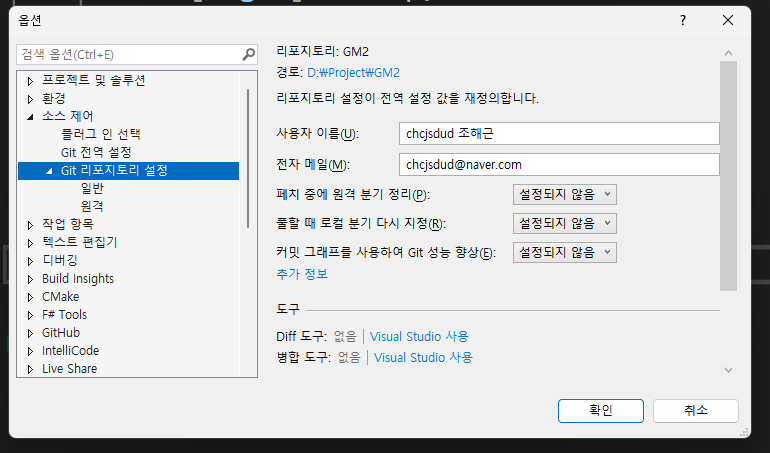 옵션
?
검색 옵션(Ctrl+E)
프로젝트 및 솔루션
환경
소스 제어
플러그 인 선택
Git 전역 설정
Git 리포지토리 설정
일반
원격
작업 항목
텍스트 편집기
디버깅
Build Insights
CMake
F# Tools
GitHub
IntelliCode
Live Share
리포지토리: GM2
경로: D:₩Project₩GM2
리포지토리 설정이 전역 설정 값을 재정의합니다.
사용자 이름(U): chcjsdud 조해근
전자 메일(M): chcjsdud@naver.com
페치 중에 원격 분기 정리(P): 설정되지 않음
풀할 때 로컬 분기 다시 지정(R): 설정되지 않음
커밋 그래프를 사용하여 Git 성능 향상(E): 설정되지 않음
추가 정보
도구
Diff 도구: 없음 | Visual Studio 사용
병합 도구: 없음 | Visual Studio 사용
확인
취소